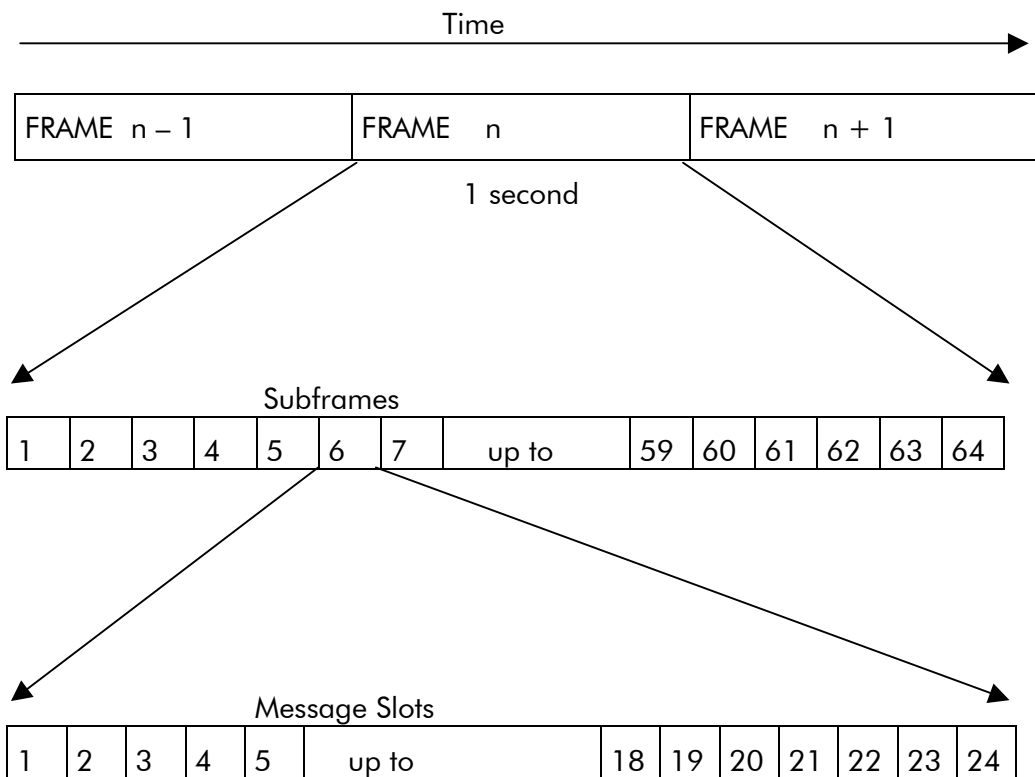 Time
FRAME n – 1 FRAME n FRAME n + 1
1 second
Subframes
1 2 3 4 5 6 7 up to 59 60 61 62 63 64
Message Slots
1 2 3 4 5 up to 18 19 20 21 22 23 24